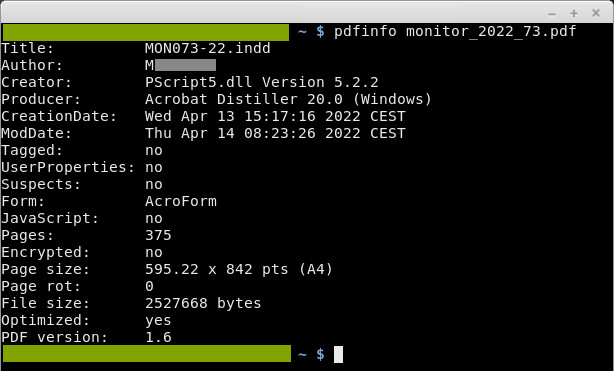 ~ $ pdfinfo monitor_2022_73.pdf
Title: MON073-22.indd
Author: M
Creator: PScript5.dll Version 5.2.2
Producer: Acrobat Distiller 20.0 (Windows)
CreationDate: Wed Apr 13 15:17:16 2022 CEST
ModDate: Thu Apr 14 08:23:26 2022 CEST
Tagged: no
UserProperties: no
Suspects: no
Form: AcroForm
JavaScript: no
Pages: 375
Encrypted: no
Page size: 595.22 x 842 pts (A4)
Page rot: 0
File size: 2527668 bytes
Optimized: yes
PDF version: 1.6
~ $